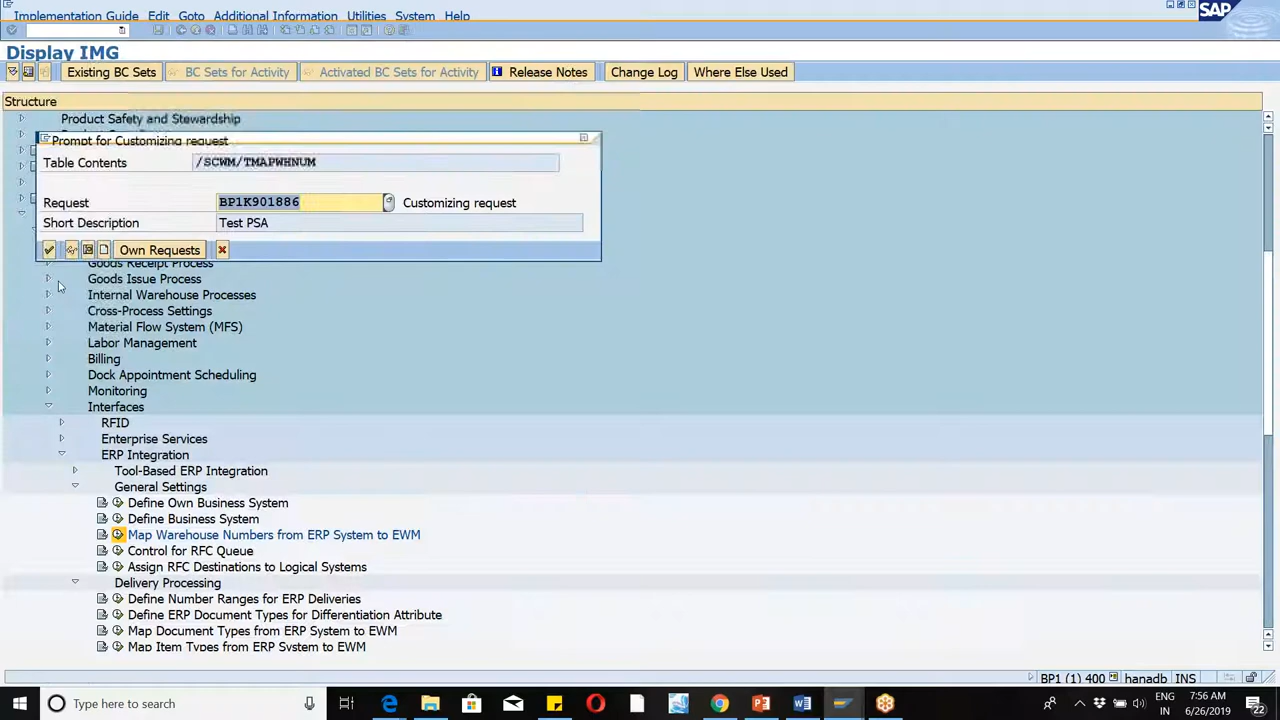 Implementation Guide Edit Goto Additional Information Utilities System Help
SAP
Display IMG
Existing BC Sets BC Sets for Activity Activated BC Sets for Activity Release Notes Change Log Where Else Used
Structure
Product Safety and Stewardship
Prompt for Customizing request
Table Contents /SCWM/TMAPWHNUM
Request BP1K901886 Customizing request
Short Description Test PSA
Own Requests
Goods Receipt Process
Goods Issue Process
Internal Warehouse Processes
Cross-Process Settings
Material Flow System (MFS)
Labor Management
Billing
Dock Appointment Scheduling
Monitoring
Interfaces
RFID
Enterprise Services
ERP Integration
Tool-Based ERP Integration
General Settings
Define Own Business System
Define Business System
Map Warehouse Numbers from ERP System to EWM
Control for RFC Queue
Assign RFC Destinations to Logical Systems
Delivery Processing
Define Number Ranges for ERP Deliveries
Define ERP Document Types for Differentiation Attribute
Map Document Types from ERP System to EWM
Map Item Types from ERP System to EWM
BP1 (1) 400 hanadb INS
Type here to search
ENG 7:56 AM
IN 6/26/2019 22